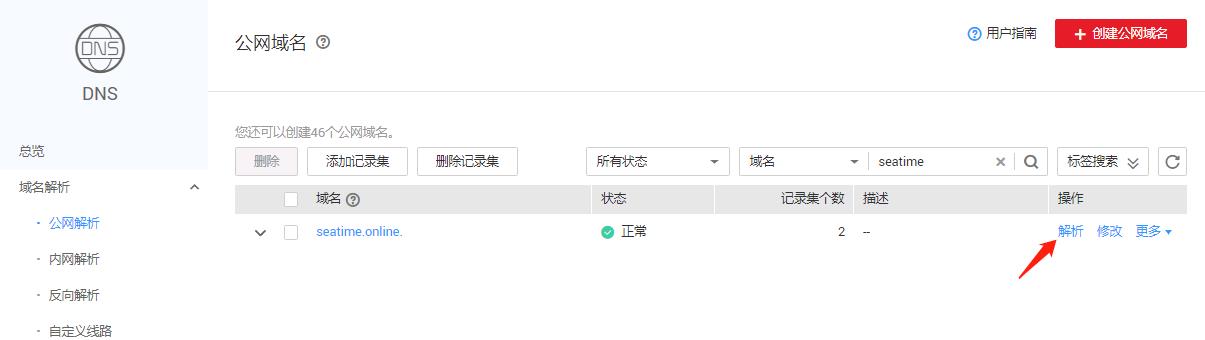 DNS
DNS
总览
域名解析
· 公网解析
· 内网解析
· 反向解析
· 自定义线路
公网域名 ?
? 用户指南
+ 创建公网域名
您还可以创建46个公网域名。
删除 添加记录集 删除记录集 所有状态 域名 seatime × 标签搜索
域名 ? 状态 记录集个数 描述 操作
seatime.online. 正常 2 -- 解析 修改 更多